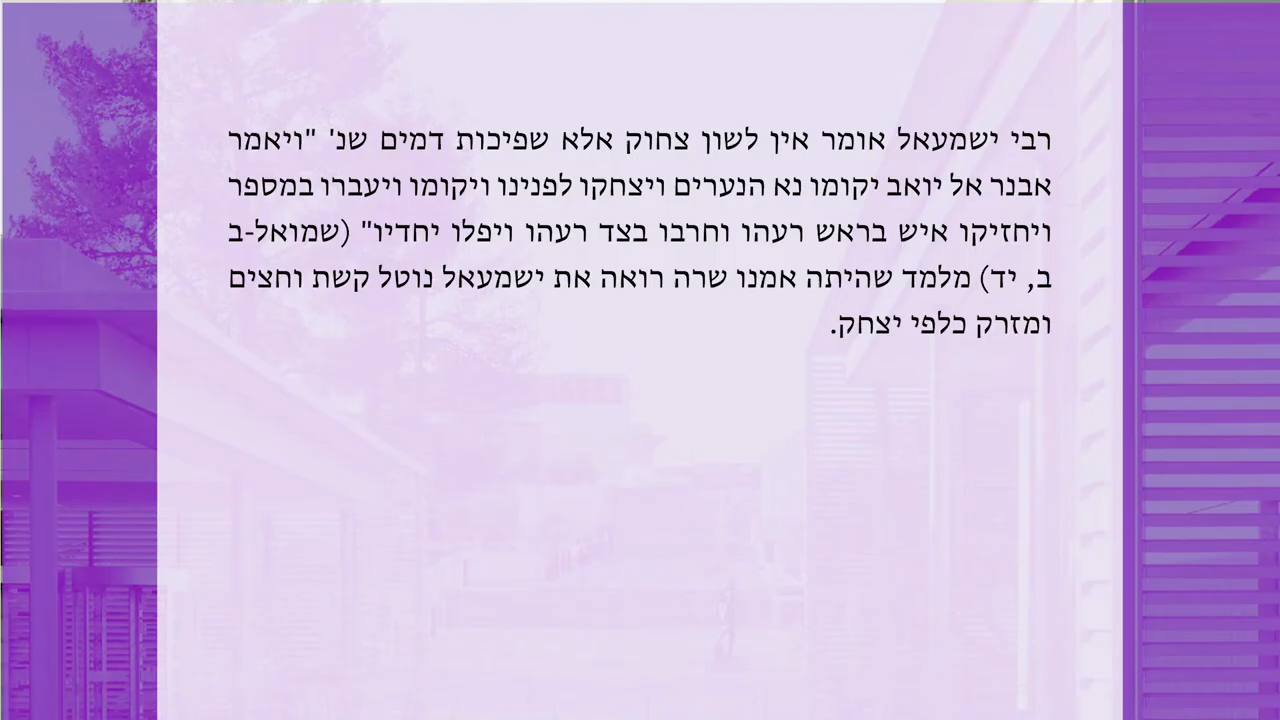 רבי ישמעאל אומר אין לשון צחוק אלא שפיכות דמים שנ' "ויאמר
אבנר אל יואב יקומו נא הנערים ויצחקו לפנינו ויקומו ויעברו במספר
ויחזיקו איש בראש רעהו וחרבו בצד רעהו ויפלו יחדיו" (שמואל-ב
ב, יד) מלמד שהיתה אמנו שרה רואה את ישמעאל נוטל קשת וחצים
ומזרק כלפי יצחק.